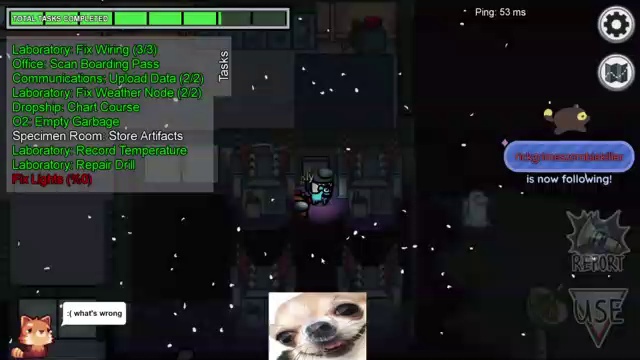 TOTAL TASKS COMPLETED
Ping: 53 ms
Laboratory: Fix Wiring (3/3)
Office: Scan Boarding Pass
Communications: Upload Data (2/2)
Laboratory: Fix Weather Node (2/2)
Dropship: Chart Course
O2: Empty Garbage
Specimen Room: Store Artifacts
Laboratory: Record Temperature
Laboratory: Repair Drill
Fix Lights (%0)
Tasks
is now following!
REPORT
USE
:( what's wrong